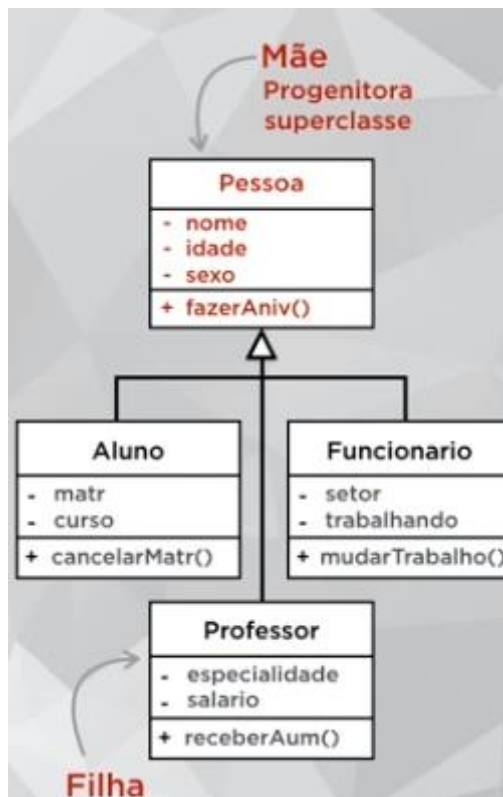 Mãe
Progenitora
superclasse
Pessoa
- nome
- idade
- sexo
+ fazerAniv()
Aluno
- matr
- curso
+ cancelarMatr()
Funcionario
- setor
- trabalhando
+ mudarTrabalho()
Professor
- especialidade
- salario
+ receberAum()
Filha